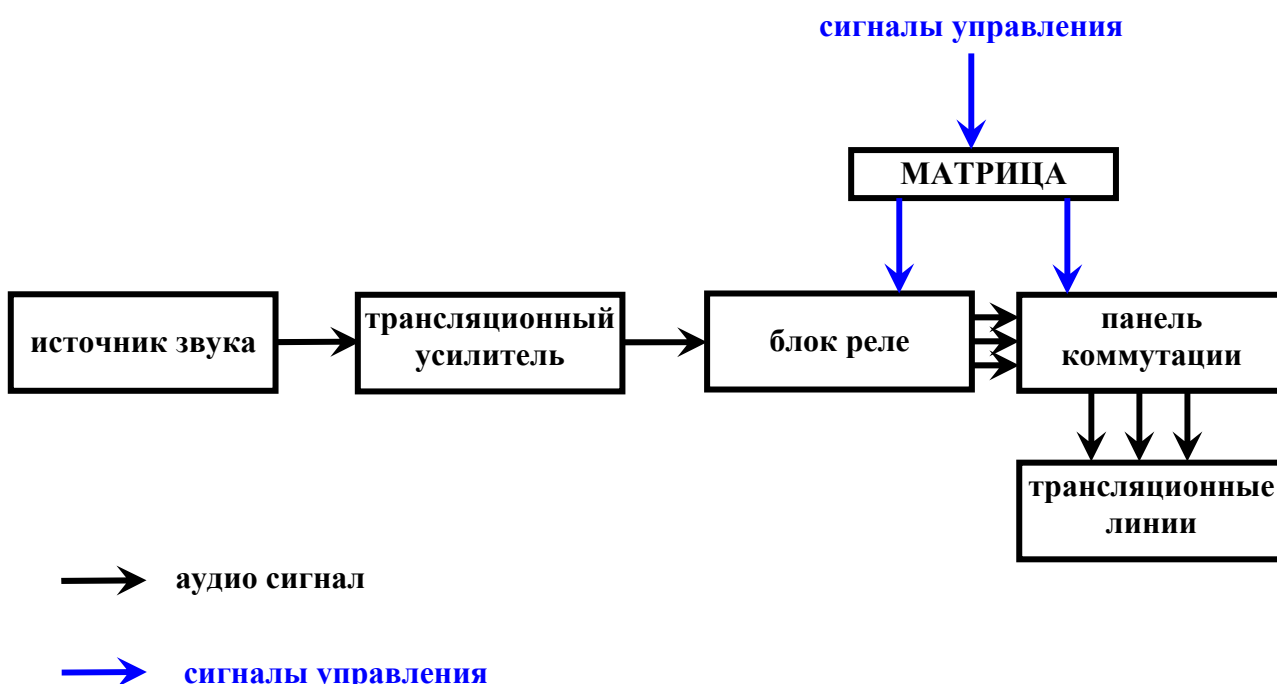 сигналы управления
МАТРИЦА
источник звука
трансляционный
усилитель
блок реле
панель
коммутации
трансляционные
линии
аудио сигнал
сигналы управления